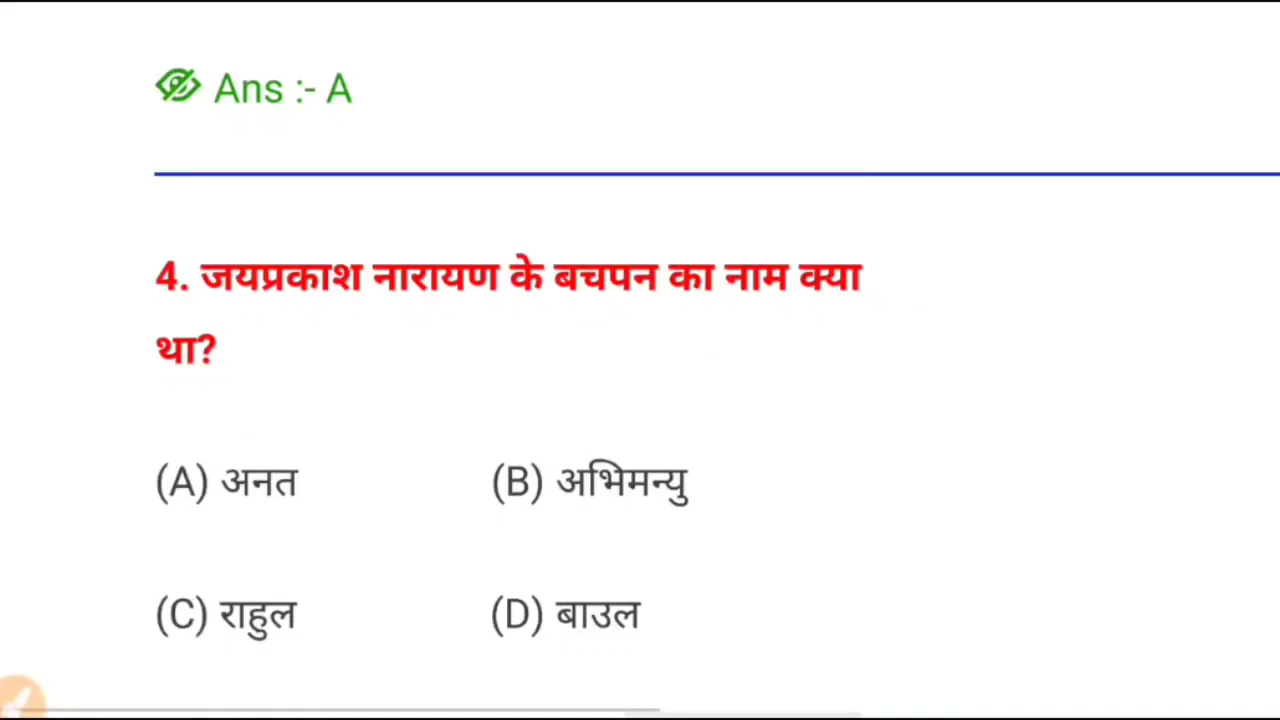 Ans :- A
4. जयप्रकाश नारायण के बचपन का नाम क्या
था?
(A) अनत (B) अभिमन्यु
(C) राहुल (D) बाउल